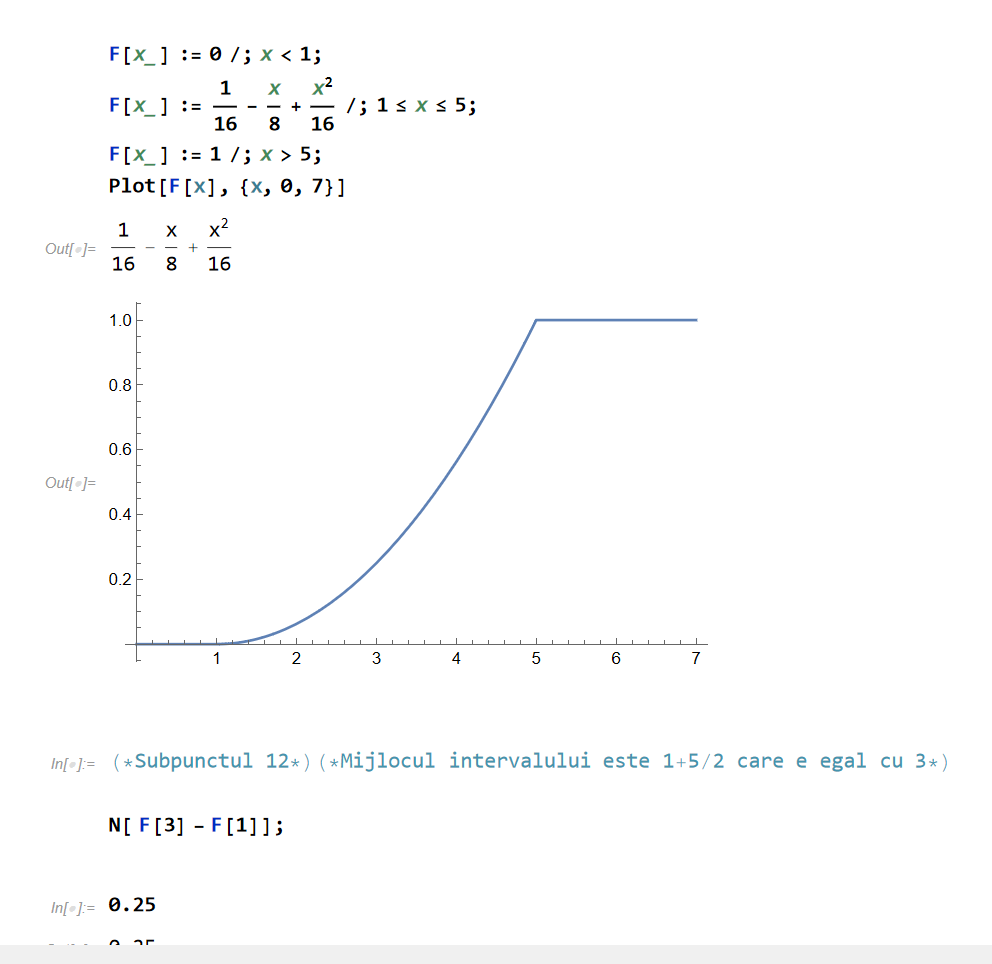 F[x_] := 0 /; x < 1;
F[x_] := 1/16 - x/8 + x²/16 /; 1 ≤ x ≤ 5;
F[x_] := 1 /; x > 5;
Plot[F[x], {x, 0, 7}]
Out[•]= 1/16 - x/8 + x²/16
1.0
0.8
Out[•]=
0.6
0.4
0.2
1 2 3 4 5 6 7
In[•]:= (*Subpunctul 12*)(*Mijlocul intervalului este 1+5/2 care e egal cu 3*)
N[ F[3] - F[1]];
In[•]:= 0.25